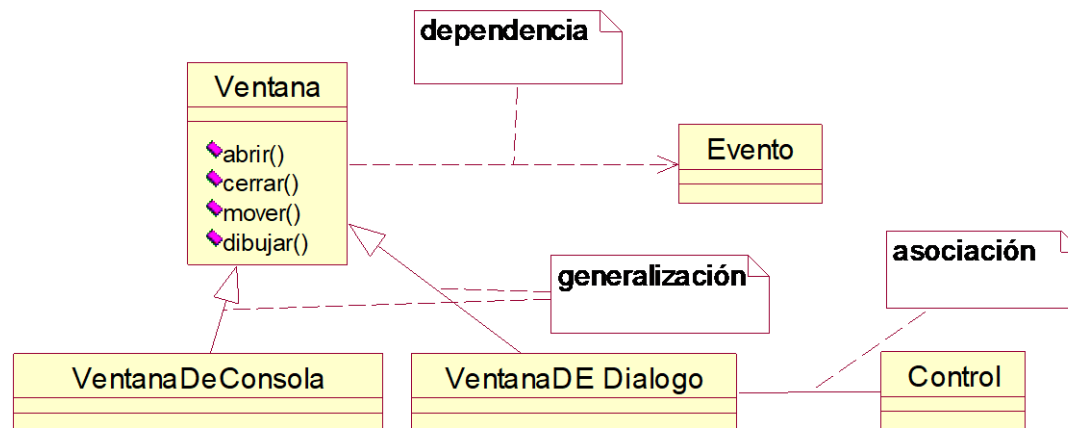 dependencia
Ventana
abrir()
cerrar()
mover()
dibujar()
Evento
generalización
asociación
VentanaDeConsola
VentanaDE Dialogo
Control